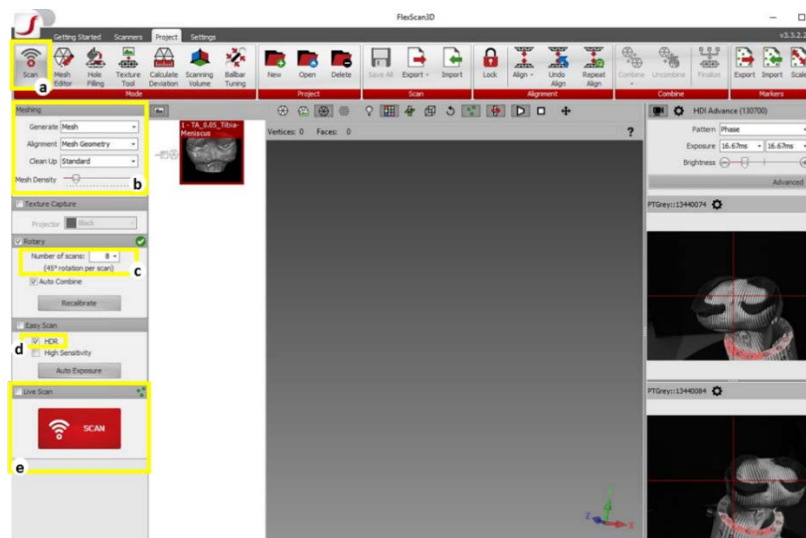 FlexScan3D
Getting Started Scanners Project Settings
v3.3.2.2
Scan
Mesh Editor
Hole Filling
Texture Tool
Calculate Deviation
Scanning Volume
Ballbar Tuning
New
Open
Delete
Save All
Export
Import
Lock
Align
Undo Align
Repeat Align
Combine
Uncombine
Finalize
Export
Import
Scale
Mode
Project
Scan
Alignment
Combine
Markers
a
Meshing
Generate Mesh
Alignment Mesh Geometry
Clean Up Standard
Mesh Density
b
Texture Capture
Projector Black
Rotary
Number of scans: 8
(45° rotation per scan)
c
Auto Combine
Recalibrate
Easy Scan
d
HDR
High Sensitivity
Auto Exposure
Live Scan
SCAN
e
1 - TA_0.05_Tibia-
Meniscus
Vertices: 0 Faces: 0
?
Z
Y
X
HDI Advance (130700)
Pattern Phase
Exposure 16.67ms 16.67ms
Brightness
Advanced
PTGrey::13440074
PTGrey::13440084